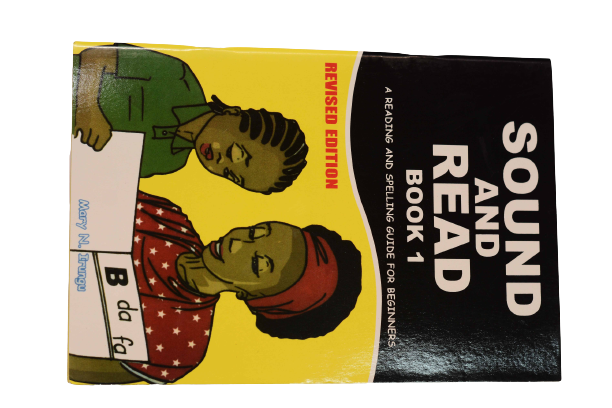 SOUND
AND
READ
BOOK 1
A READING AND SPELLING GUIDE FOR BEGINNERS
REVISED EDITION
B da fa
Mary N. Irungu